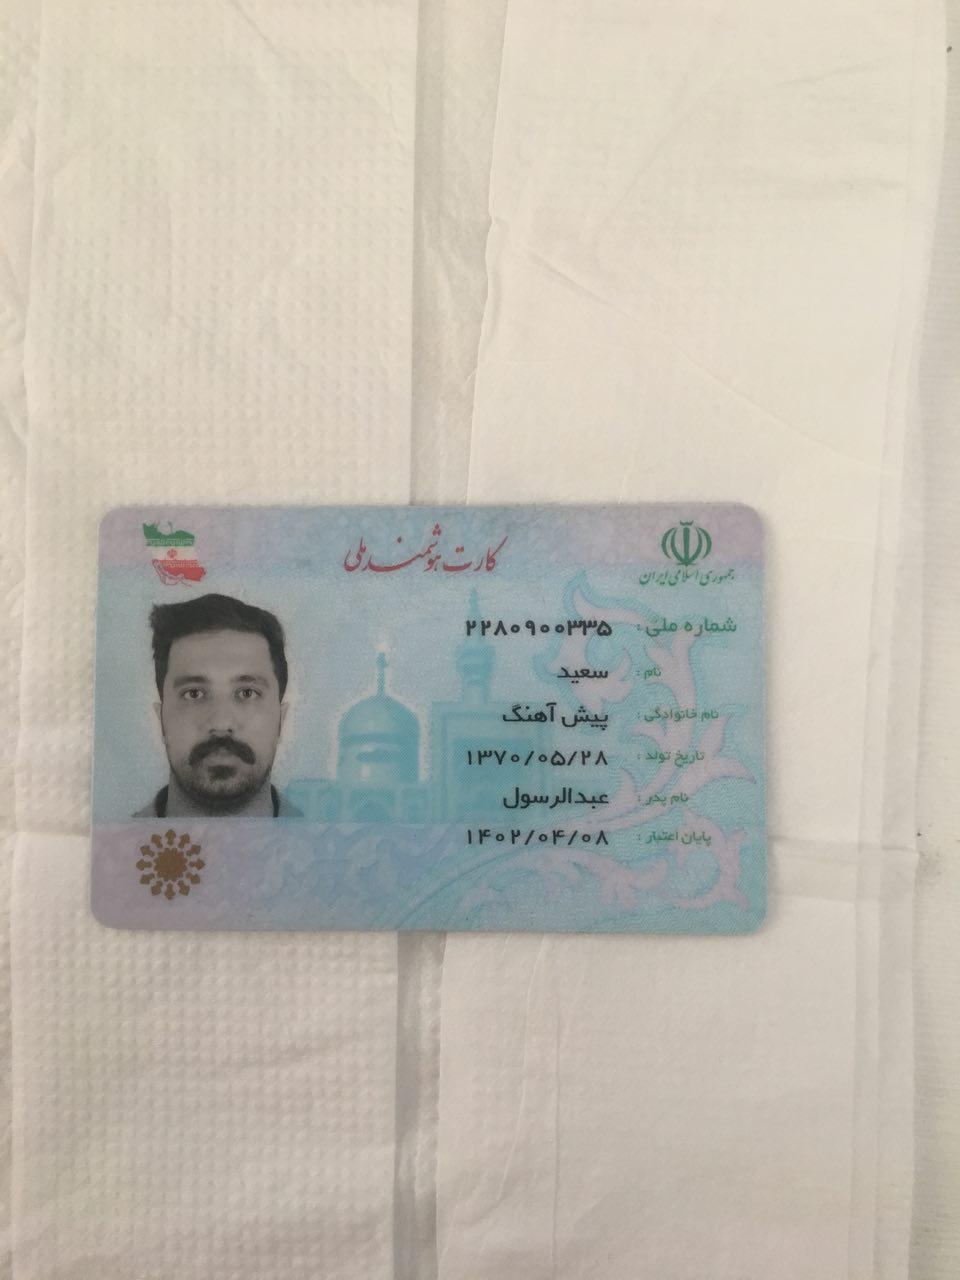 کارت هوشمند ملی
جمهوری اسلامی ایران
شماره ملی : ۲۲۸۰۹۰۰۳۳۵
نام : سعید
نام خانوادگی : پیش آهنگ
تاریخ تولد : ۱۳۷۰/۰۵/۲۸
نام پدر : عبدالرسول
پایان اعتبار : ۱۴۰۲/۰۴/۰۸